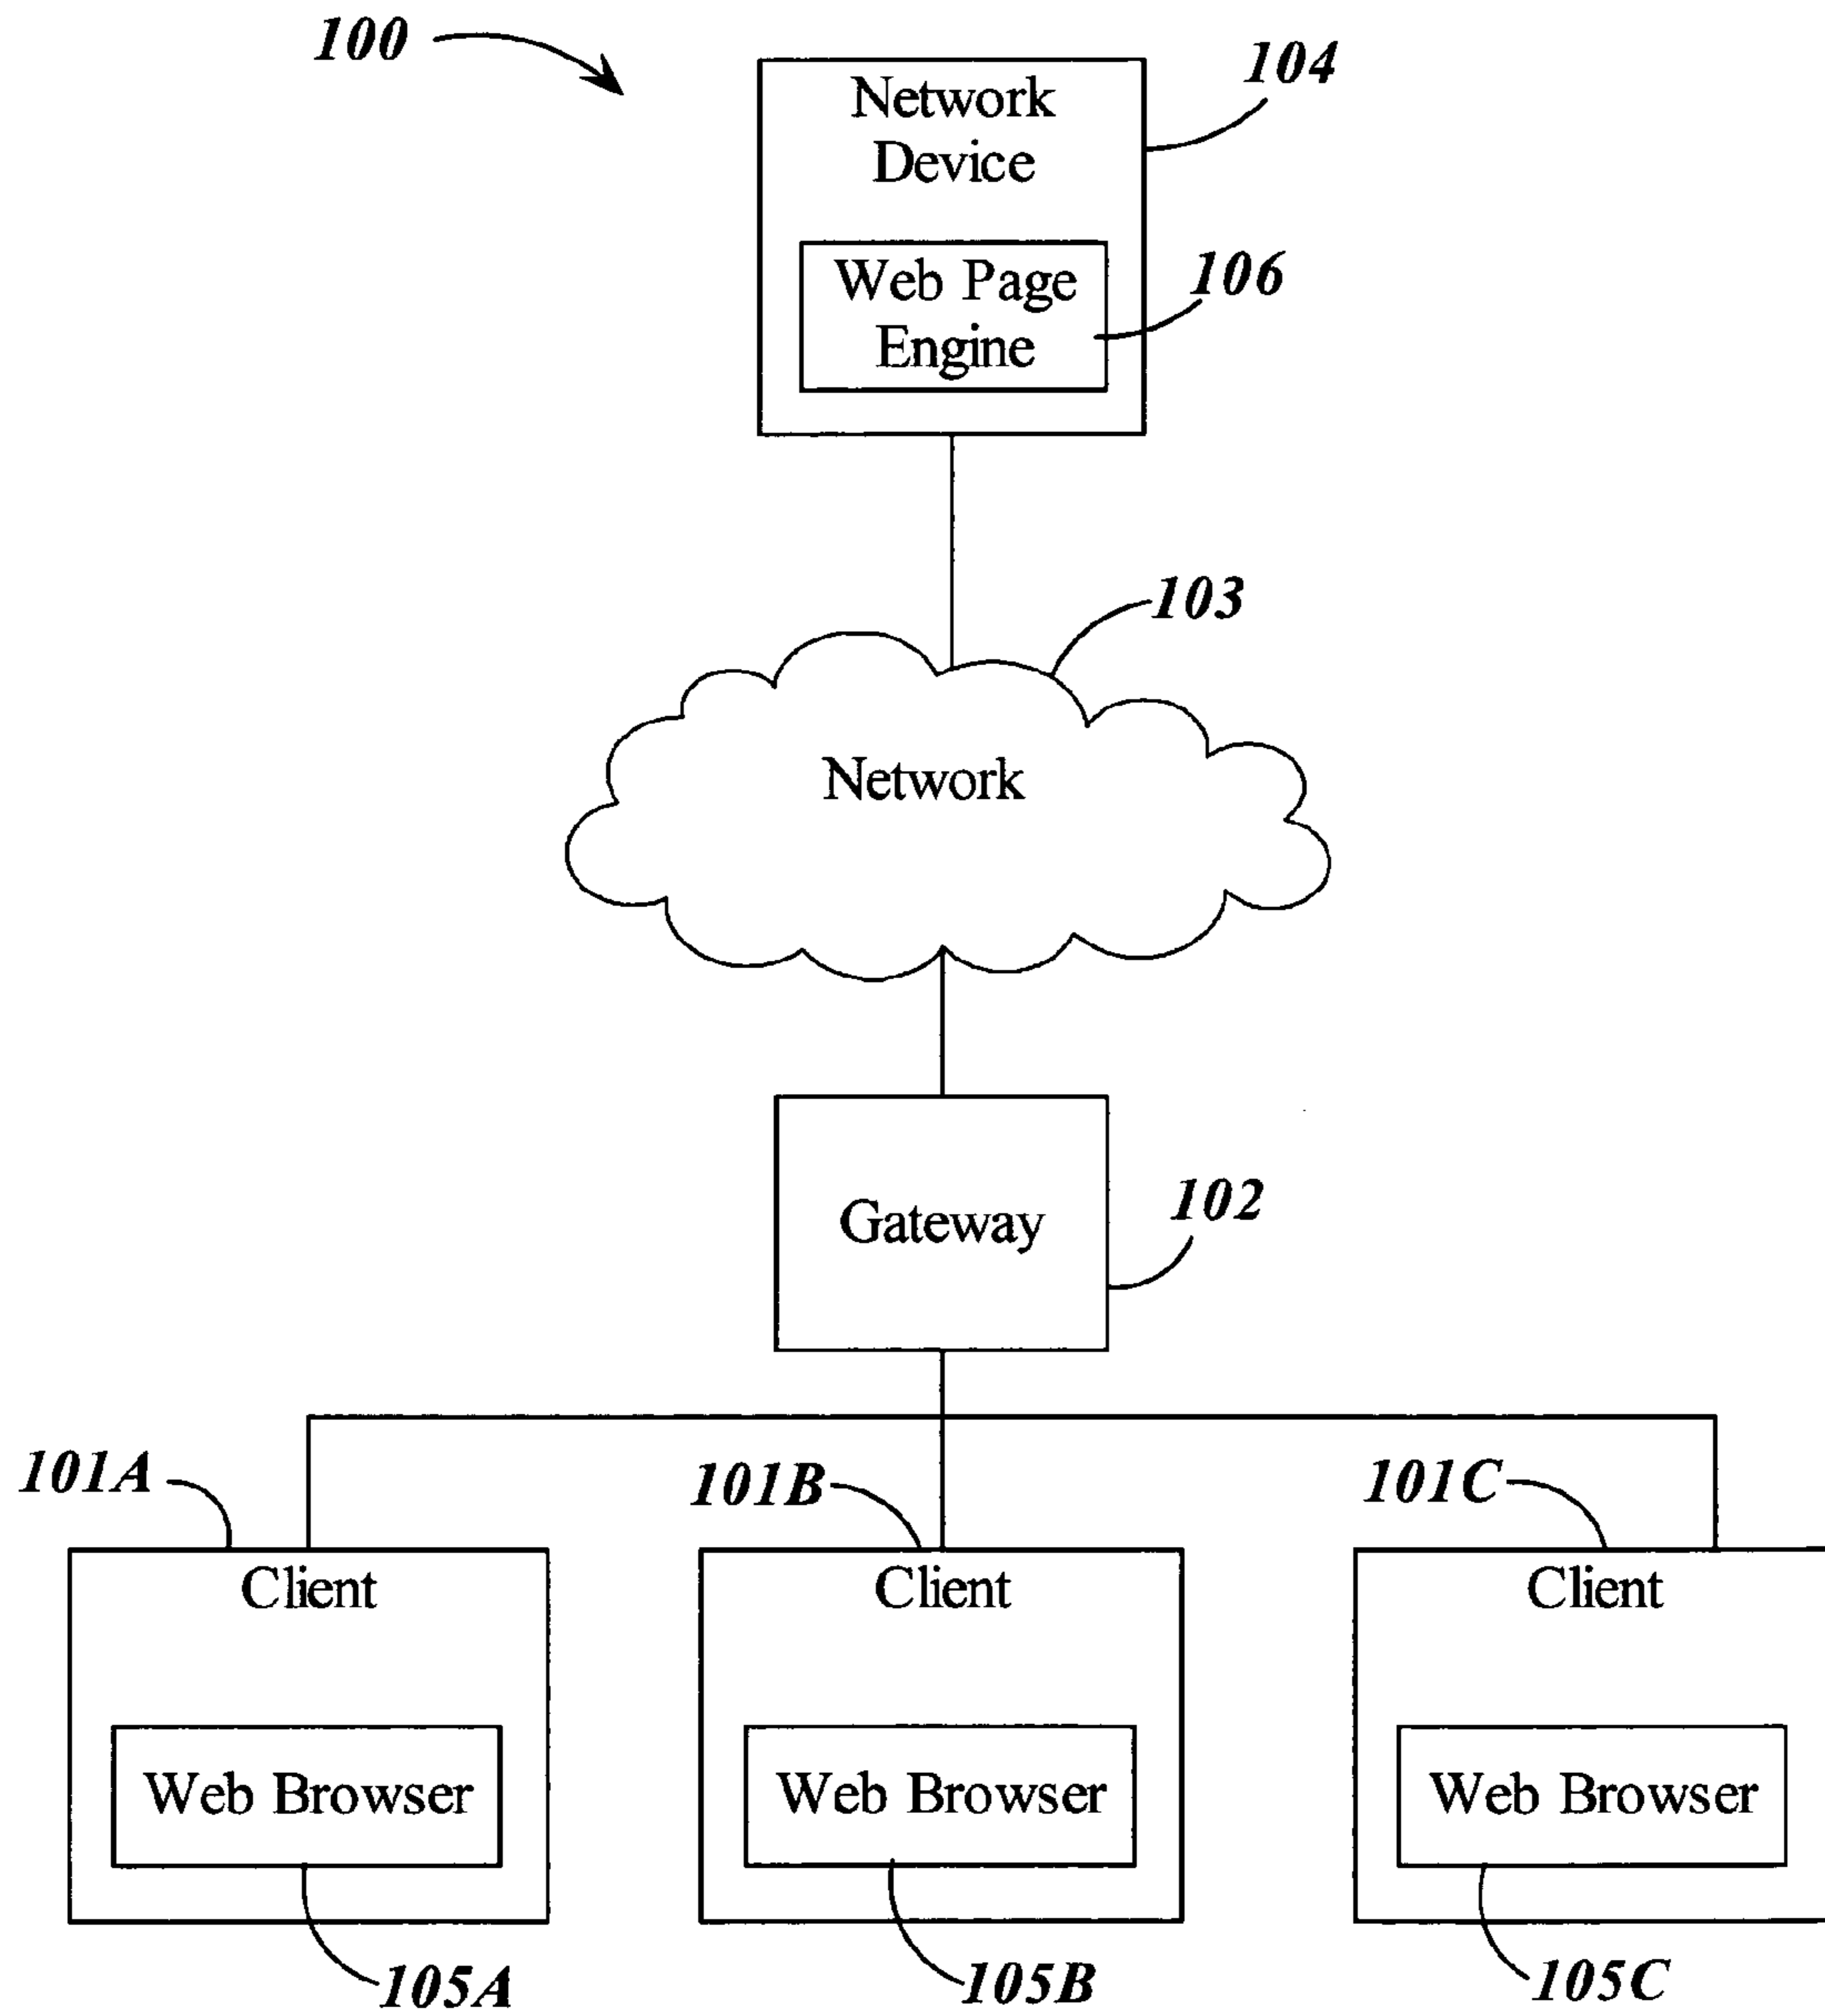 100
104
Network
Device
106
Web Page
Engine
103
Network
Gateway
102
101A
101B
101C
Client
Client
Client
Web Browser
Web Browser
Web Browser
105A
105B
105C